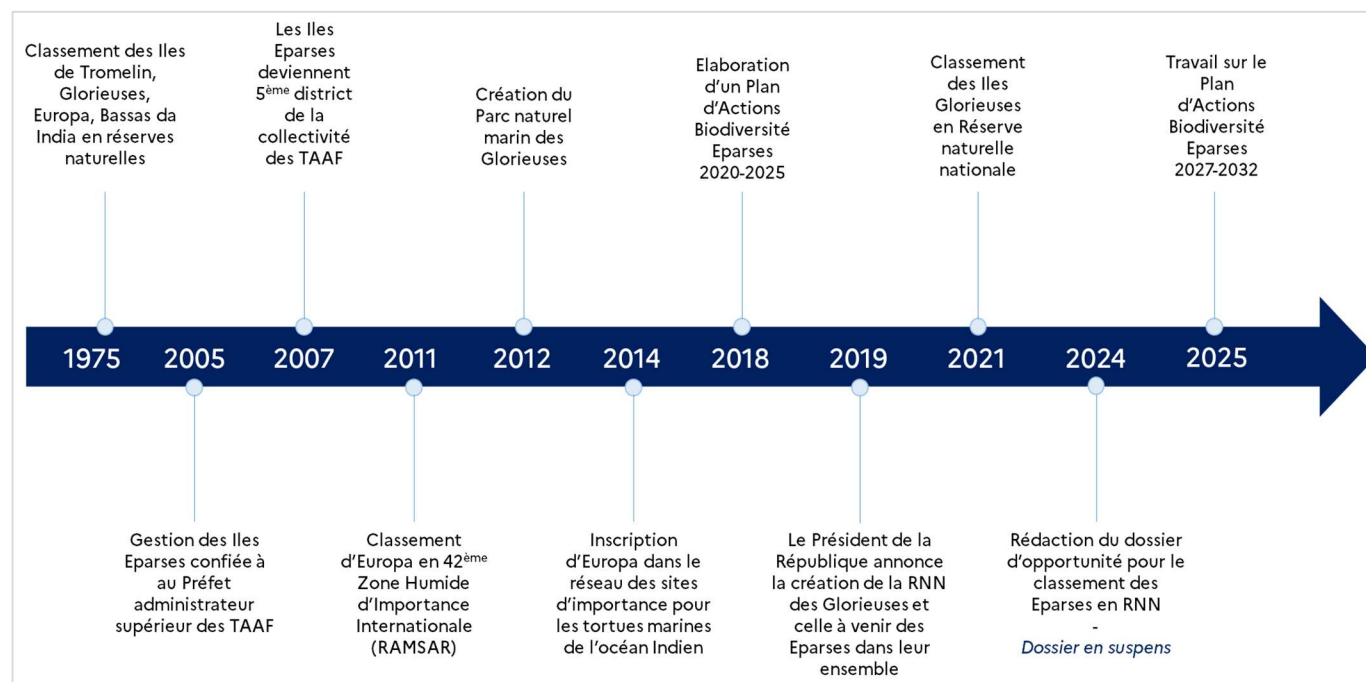 Classement des Iles
de Tromelin,
Glorieuses,
Europa, Bassas da
India en réserves
naturelles
Les Iles
Eparses
deviennent
5ème district
de la
collectivité
des TAAF
Création du
Parc naturel
marin des
Glorieuses
Elaboration
d'un Plan
d'Actions
Biodiversité
Eparses
2020-2025
Classement
des Iles
Glorieuses
en Réserve
naturelle
nationale
Travail sur le
Plan
d'Actions
Biodiversité
Eparses
2027-2032
1975 2005 2007 2011 2012 2014 2018 2019 2021 2024 2025
Gestion des Iles
Eparses confiée à
au Préfet
administrateur
supérieur des TAAF
Classement
d'Europa en 42ème
Zone Humide
d'Importance
Internationale
(RAMSAR)
Inscription
d'Europa dans le
réseau des sites
d'importance pour
les tortues marines
de l'océan Indien
Le Président de la
République annonce
la création de la RNN
des Glorieuses et
celle à venir des
Eparses dans leur
ensemble
Rédaction du dossier
d'opportunité pour le
classement des
Eparses en RNN
-
Dossier en suspens